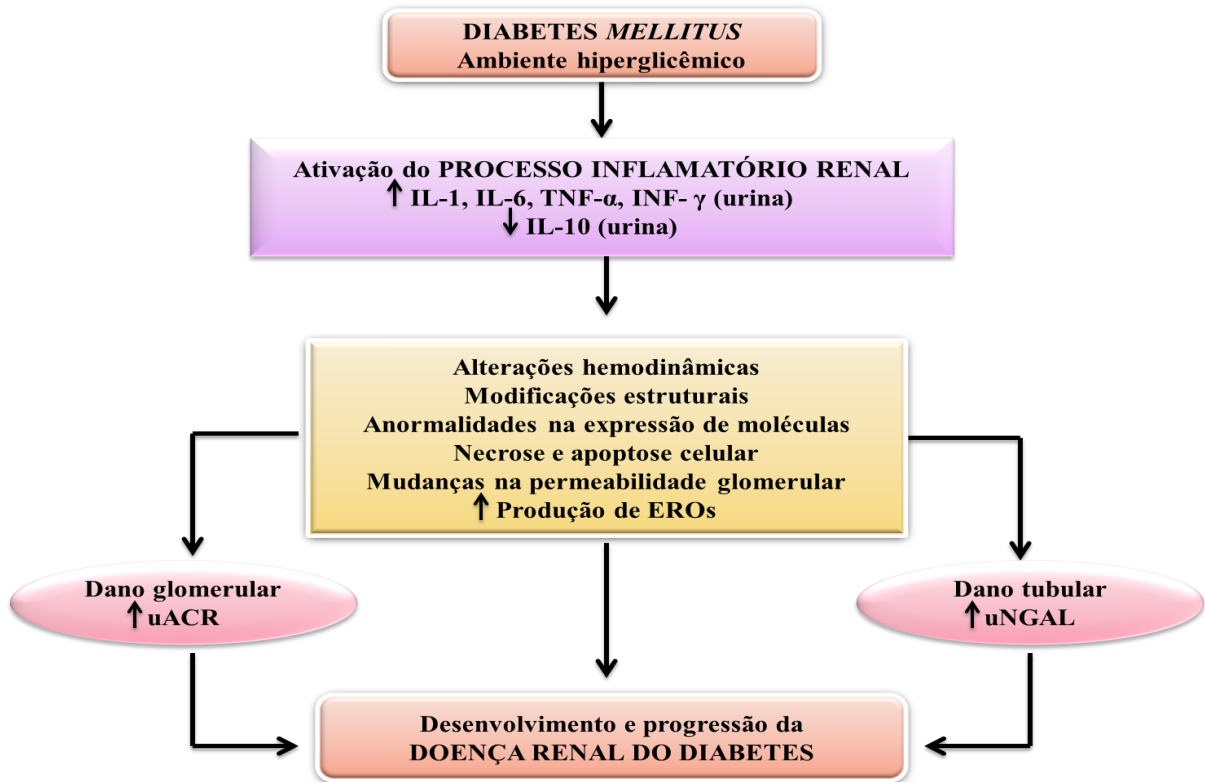 DIABETES MELLITUS
Ambiente hiperglicêmico
Ativação do PROCESSO INFLAMATÓRIO RENAL
↑ IL-1, IL-6, TNF-α, INF- γ (urina)
↓ IL-10 (urina)
Alterações hemodinâmicas
Modificações estruturais
Anormalidades na expressão de moléculas
Necrose e apoptose celular
Mudanças na permeabilidade glomerular
↑ Produção de EROs
Dano glomerular
↑ uACR
Dano tubular
↑ uNGAL
Desenvolvimento e progressão da
DOENÇA RENAL DO DIABETES